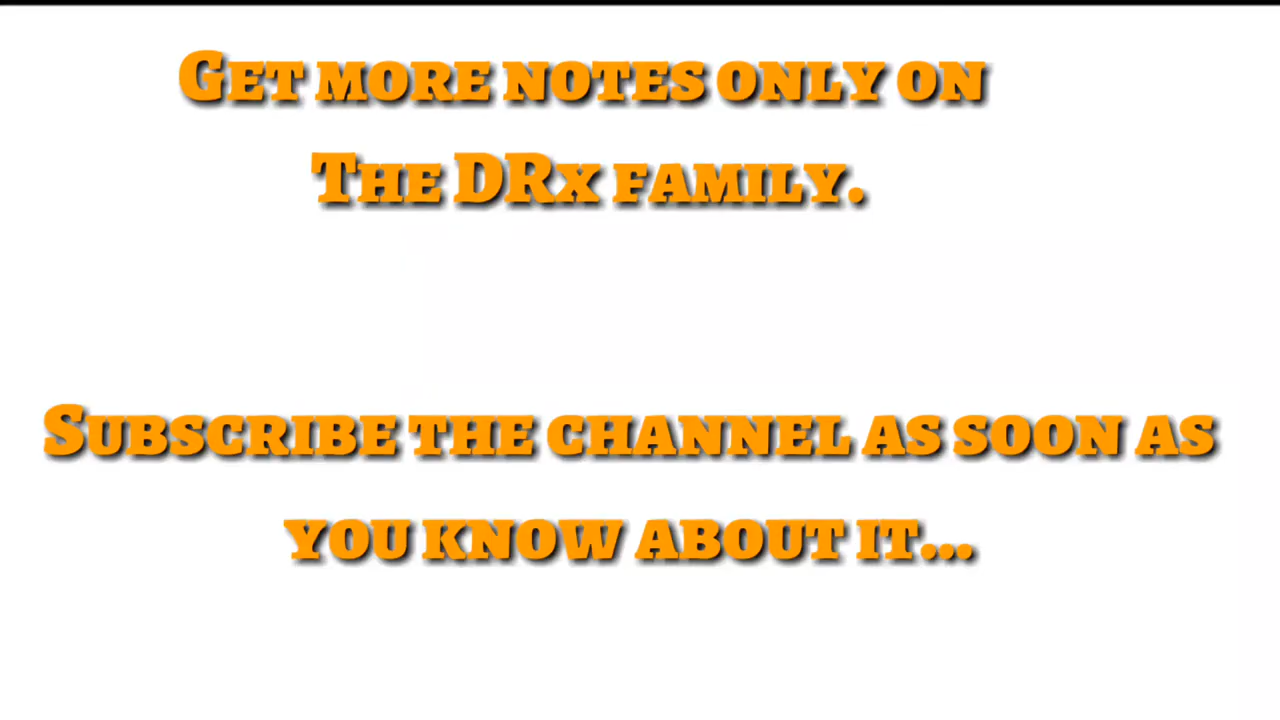 Get more notes only on
The DRx family.
Subscribe the channel as soon as
you know about it...